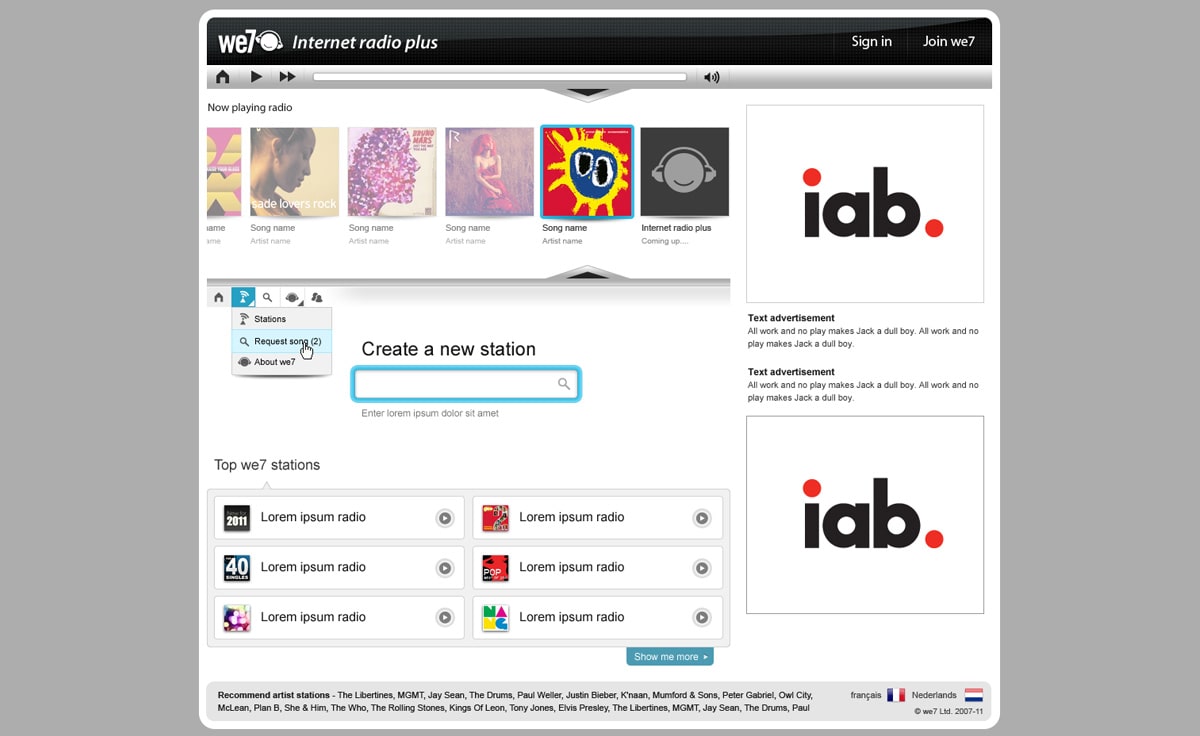 we7 Internet radio plus
Sign in
Join we7
Now playing radio
sade lovers rock
BRUNO MARS
R
ame
ame
Song name
Artist name
Song name
Artist name
Song name
Artist name
Song name
Artist name
Internet radio plus
Coming up....
Stations
Request song (2)
About we7
Create a new station
Enter lorem ipsum dolor sit amet
Top we7 stations
2011
Lorem ipsum radio
Lorem ipsum radio
40
SINGLES
Lorem ipsum radio
POP
Lorem ipsum radio
Lorem ipsum radio
Lorem ipsum radio
Show me more
iab.
Text advertisement
All work and no play makes Jack a dull boy. All work and no
play makes Jack a dull boy.
Text advertisement
All work and no play makes Jack a dull boy. All work and no
play makes Jack a dull boy.
iab.
Recommend artist stations - The Libertines, MGMT, Jay Sean, The Drums, Paul Weller, Justin Bieber, K'naan, Mumford & Sons, Peter Gabriel, Owl City,
McLean, Plan B, She & Him, The Who, The Rolling Stones, Kings Of Leon, Tony Jones, Elvis Presley, The Libertines, MGMT, Jay Sean, The Drums, Paul
français
Nederlands
© we7 Ltd. 2007-11